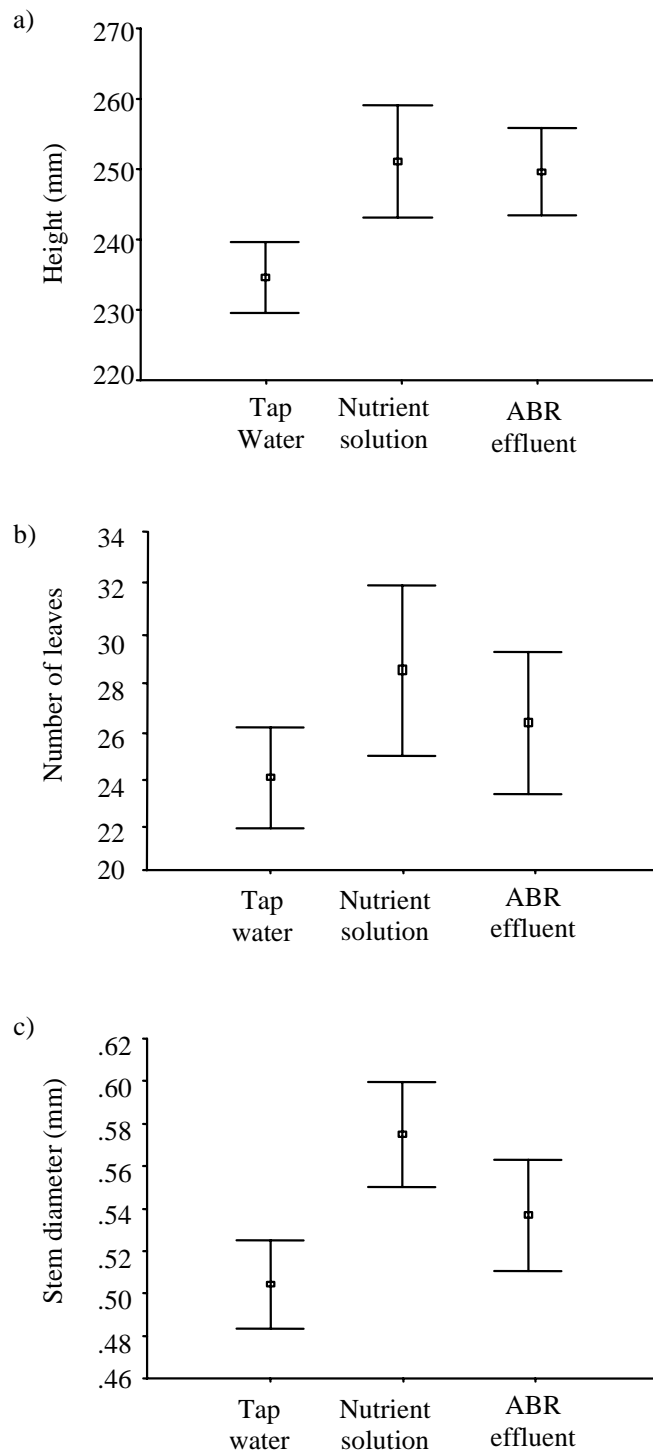 a)
Height (mm)
270
260
250
240
230
220
Tap
Water
Nutrient
solution
ABR
effluent
b)
Number of leaves
34
32
30
28
26
24
22
20
Tap
water
Nutrient
solution
ABR
effluent
c)
Stem diameter (mm)
.62
.60
.58
.56
.54
.52
.50
.48
.46
Tap
water
Nutrient
solution
ABR
effluent